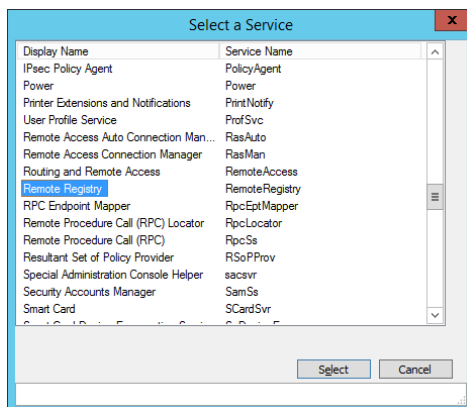 Select a Service
x
Display Name Service Name
IPsec Policy Agent PolicyAgent
Power Power
Printer Extensions and Notifications PrintNotify
User Profile Service ProfSvc
Remote Access Auto Connection Man... RasAuto
Remote Access Connection Manager RasMan
Routing and Remote Access RemoteAccess
Remote Registry RemoteRegistry
RPC Endpoint Mapper RpcEptMapper
Remote Procedure Call (RPC) Locator RpcLocator
Remote Procedure Call (RPC) RpcSs
Resultant Set of Policy Provider RSoPProv
Special Administration Console Helper sacsvr
Security Accounts Manager SamSs
Smart Card SCardSvr
Select Cancel